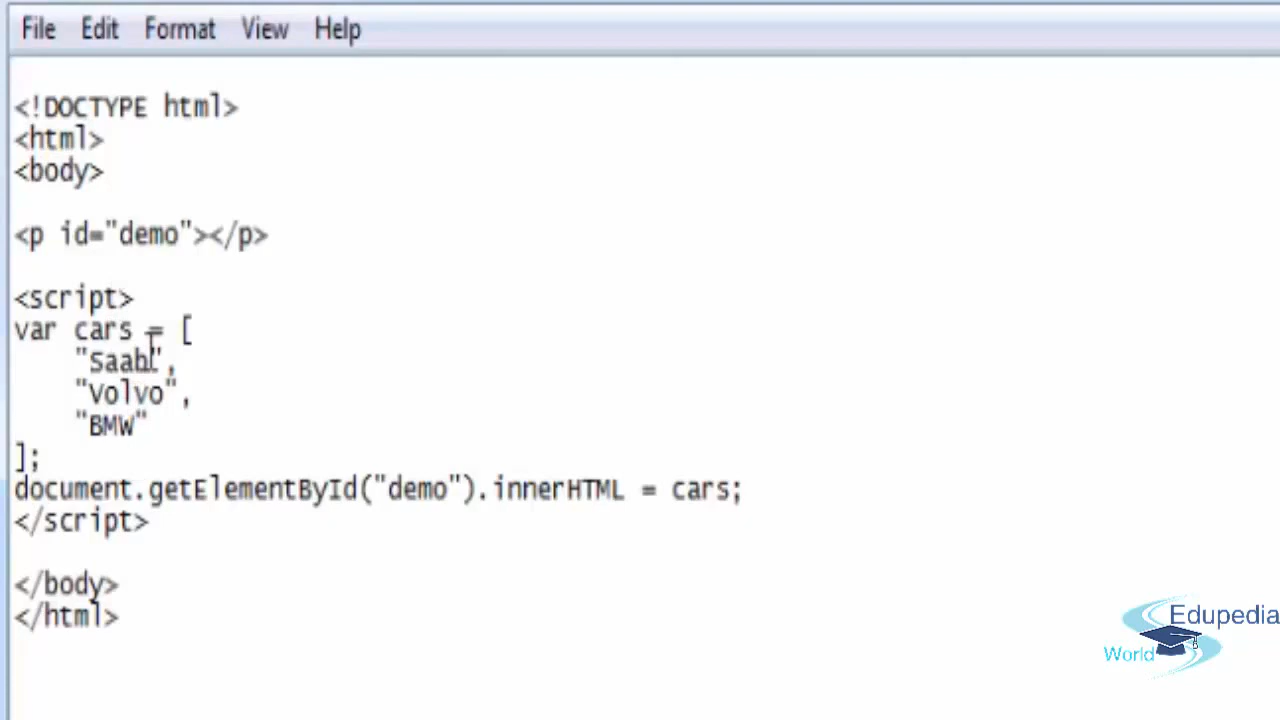 File Edit Format View Help
<!DOCTYPE html>
<html>
<body>
<p id="demo"></p>
<script>
var cars = [
"Saab",
"Volvo",
"BMW"
];
document.getElementById("demo").innerHTML = cars;
</script>
</body>
</html>
Edupedia
World